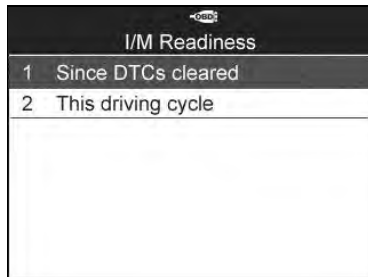 OBD
I/M Readiness
1 Since DTCs cleared
2 This driving cycle